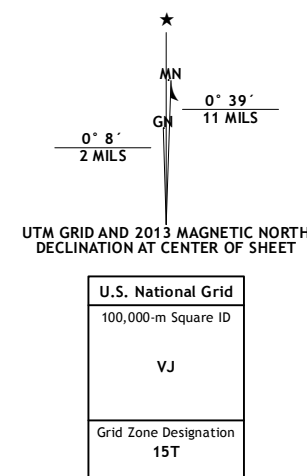 MN
0° 39´
11 MILS
GN
0° 8´
2 MILS
UTM GRID AND 2013 MAGNETIC NORTH
DECLINATION AT CENTER OF SHEET
U.S. National Grid
100,000-m Square ID
VJ
Grid Zone Designation
15T